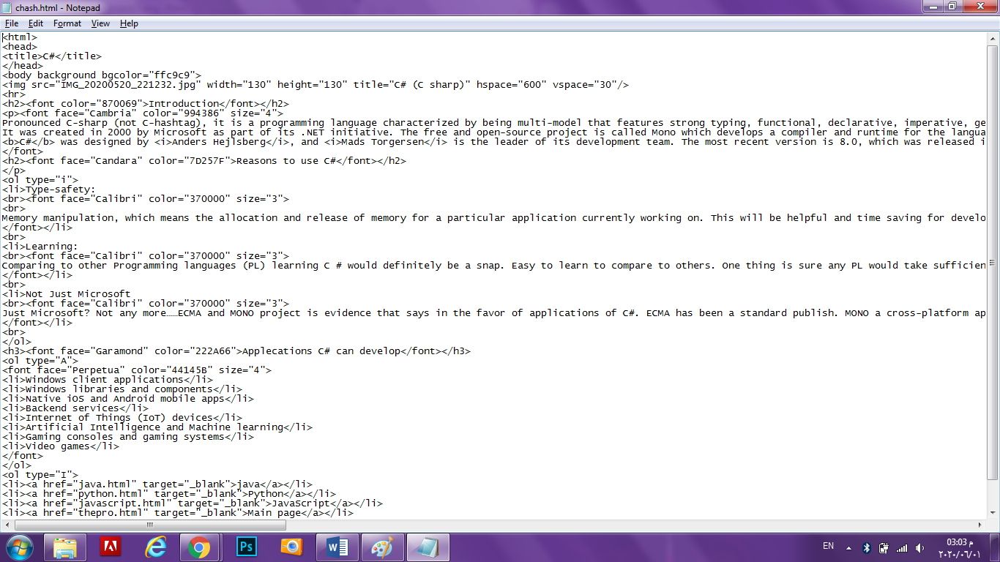 chash.html - Notepad
File Edit Format View Help
<html>
<head>
<title>C#</title>
</head>
<body background bgcolor="ffc9c9">
<img src="IMG_20200520_221232.jpg" width="130" height="130" title="C# (C sharp)" hspace="600" vspace="30"/>
<hr>
<h2><font color="870069">Introduction</font></h2>
<p><font face="Cambria" color="994386" size="4">
Pronounced C-sharp (not C-hashtag), it is a programming language characterized by being multi-model that features strong typing, functional, declarative, imperative, ge
It was created in 2000 by Microsoft as part of its .NET initiative. The free and open-source project is called Mono which develops a compiler and runtime for the langua
<b>C#</b> was designed by <i>Anders Hejlsberg</i>, and <i>Mads Torgersen</i> is the leader of its development team. The most recent version is 8.0, which was released i
</font>
<h2><font face="Candara" color="7D257F">Reasons to use C#</font></h2>
</p>
<ol type="i">
<li>Type-safety:
<br><font face="Calibri" color="370000" size="3">
<br>
Memory manipulation, which means the allocation and release of memory for a particular application currently working on. This will be helpful and time saving for develo
</font></li>
<br>
<li>Learning:
<br><font face="Calibri" color="370000" size="3">
Comparing to other Programming languages (PL) learning C # would definitely be a snap. Easy to learn to compare to others. One thing is sure any PL would take sufficien
</font></li>
<br>
<li>Not Just Microsoft
<br><font face="Calibri" color="370000" size="3">
Just Microsoft? Not any more……ECMA and MONO project is evidence that says in the favor of applications of C#. ECMA has been a standard publish. MONO a cross-platform ap
</font></li>
<br>
</ol>
<h3><font face="Garamond" color="222A66">Applecations C# can develop</font></h3>
<ol type="A">
<font face="Perpetua" color="44145B" size="4">
<li>Windows client applications</li>
<li>Windows libraries and components</li>
<li>Native iOS and Android mobile apps</li>
<li>Backend services</li>
<li>Internet of Things (IoT) devices</li>
<li>Artificial Intelligence and Machine learning</li>
<li>Gaming consoles and gaming systems</li>
<li>Video games</li>
</font>
</ol>
<ol type="I">
<li><a href="java.html" target="_blank">java</a></li>
<li><a href="python.html" target="_blank">Python</a></li>
<li><a href="javascript.html" target="_blank">JavaScript</a></li>
<li><a href="thepro.html" target="_blank">Main page</a></li>
Ps
W
EN
03:03 م
٢٠٢٠/٠٦/٠١